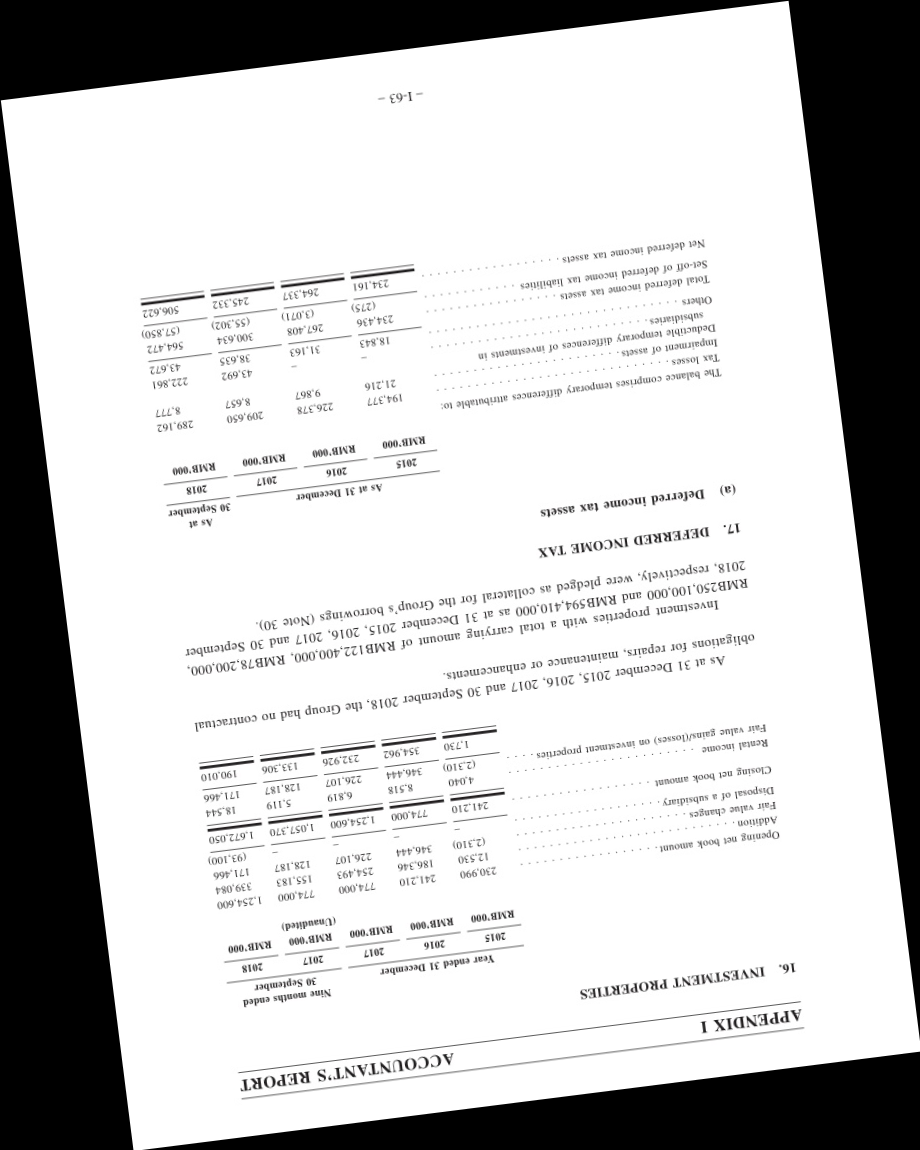 APPENDIX I ACCOUNTANT'S REPORT
16. INVESTMENT PROPERTIES
Year ended 31 December Nine months ended 30 September
2015 2016 2017 2017 2018
RMB'000 RMB'000 RMB'000 RMB'000 RMB'000
(Unaudited)
Opening net book amount 230,990 241,210 774,000 774,000 1,254,600
Addition 12,530 186,346 254,493 155,183 339,084
Fair value changes (2,310) 346,444 226,107 128,187 171,466
Disposal of a subsidiary – – – – (93,100)
Closing net book amount 241,210 774,000 1,254,600 1,057,370 1,672,050
Rental income 4,040 8,518 6,819 5,119 18,544
Fair value gains/(losses) on investment properties (2,310) 346,444 226,107 128,187 171,466
1,730 354,962 232,926 133,306 190,010
As at 31 December 2015, 2016, 2017 and 30 September 2018, the Group had no contractual
obligations for repairs, maintenance or enhancements.
Investment properties with a total carrying amount of RMB122,400,000, RMB78,200,000,
RMB250,100,000 and RMB594,410,000 as at 31 December 2015, 2016, 2017 and 30 September
2018, respectively, were pledged as collateral for the Group's borrowings (Note 30).
17. DEFERRED INCOME TAX
(a) Deferred income tax assets
As at 31 December As at 30 September
2015 2016 2017 2018
RMB'000 RMB'000 RMB'000 RMB'000
The balance comprises temporary differences attributable to:
Tax losses 194,377 226,378 209,650 289,162
Impairment of assets 21,216 9,867 8,657 8,777
Deductible temporary differences of investments in
subsidiaries – – 43,692 222,861
Others 18,843 31,163 38,635 43,672
Total deferred income tax assets 234,436 267,408 300,634 564,472
Set-off of deferred income tax liabilities (275) (3,071) (55,302) (57,850)
Net deferred income tax assets 234,161 264,337 245,332 506,622
– I-63 –